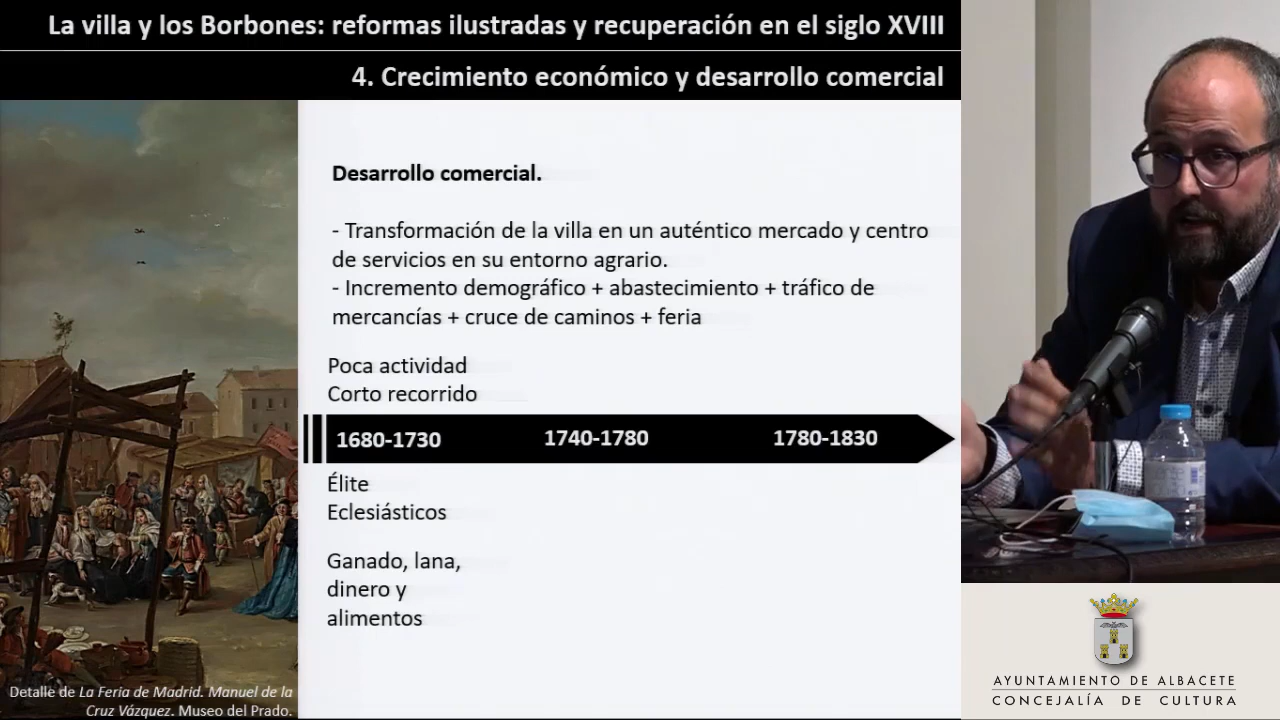 La villa y los Borbones: reformas ilustradas y recuperación en el siglo XVIII
4. Crecimiento económico y desarrollo comercial
Desarrollo comercial.
- Transformación de la villa en un auténtico mercado y centro
de servicios en su entorno agrario.
- Incremento demográfico + abastecimiento + tráfico de
mercancías + cruce de caminos + feria
Poca actividad
Corto recorrido
1680-1730
1740-1780
1780-1830
Élite
Eclesiásticos
Ganado, lana,
dinero y
alimentos
Detalle de La Feria de Madrid. Manuel de la
Cruz Vázquez. Museo del Prado.
AYUNTAMIENTO DE ALBACETE
CONCEJALÍA DE CULTURA